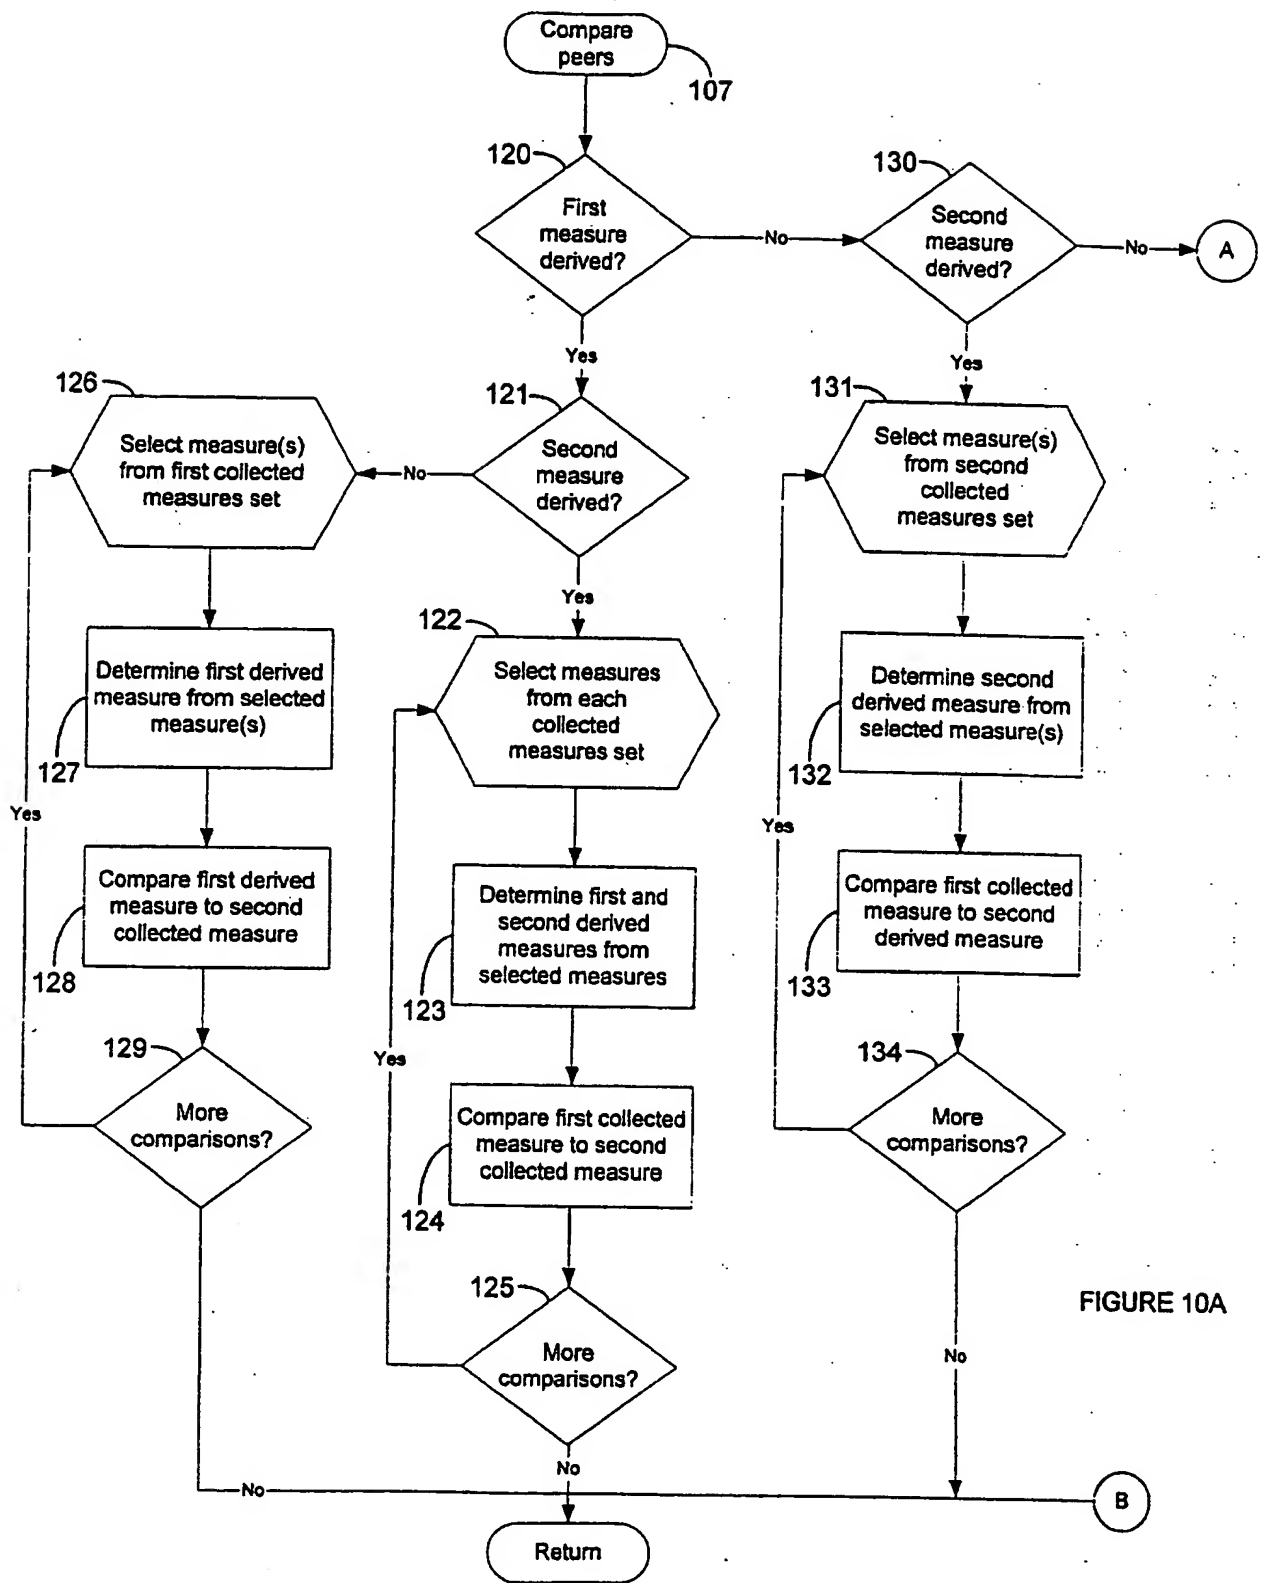 Compare
peers
107
120
First
measure
derived?
No
130
Second
measure
derived?
No
A
Yes
Yes
126
Select measure(s)
from first collected
measures set
No
121
Second
measure
derived?
131
Select measure(s)
from second
collected
measures set
Yes
122
Select measures
from each
collected
measures set
Determine first derived
measure from selected
measure(s)
127
Determine second
derived measure from
selected measure(s)
132
Yes
Yes
Compare first derived
measure to second
collected measure
128
Determine first and
second derived
measures from
selected measures
123
Compare first collected
measure to second
derived measure
133
129
More
comparisons?
Yes
134
More
comparisons?
Compare first collected
measure to second
collected measure
124
125
More
comparisons?
FIGURE 10A
No
No
No
B
Return